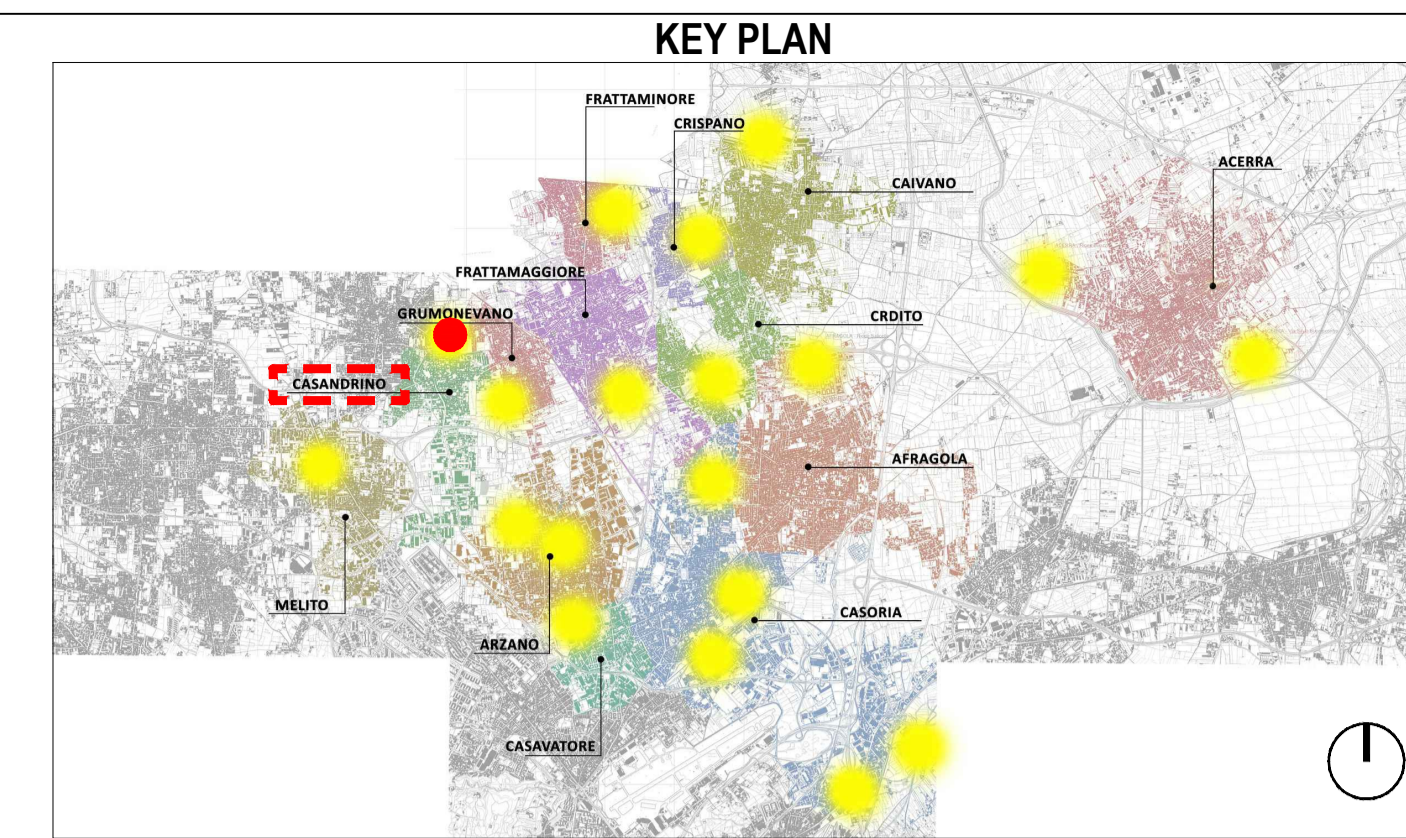 KEY PLAN
FRATTAMINORE
CRISPANO
ACERRA
CAIVANO
FRATTAMAGGIORE
GRUMONEVANO
CRDITO
CASANDRINO
AFRAGOLA
MELITO
CASORIA
ARZANO
CASAVATORE